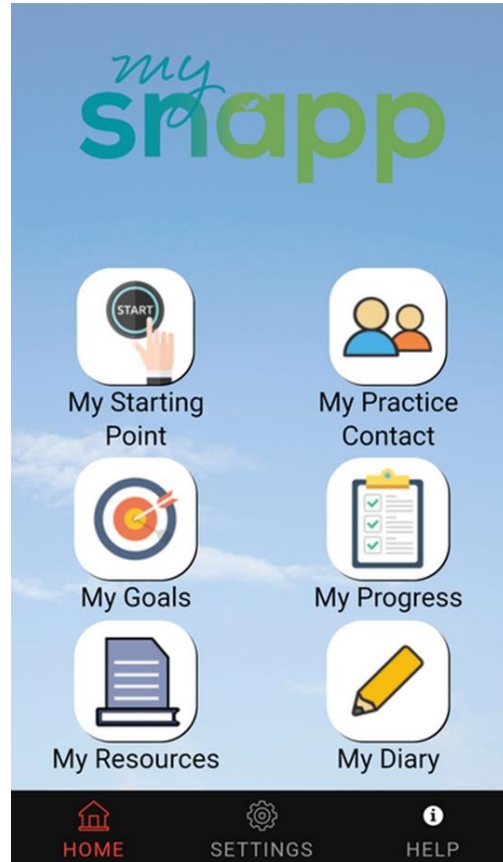 my
snapp
START
My Starting
Point
My Practice
Contact
My Goals
My Progress
My Resources
My Diary
HOME
SETTINGS
HELP